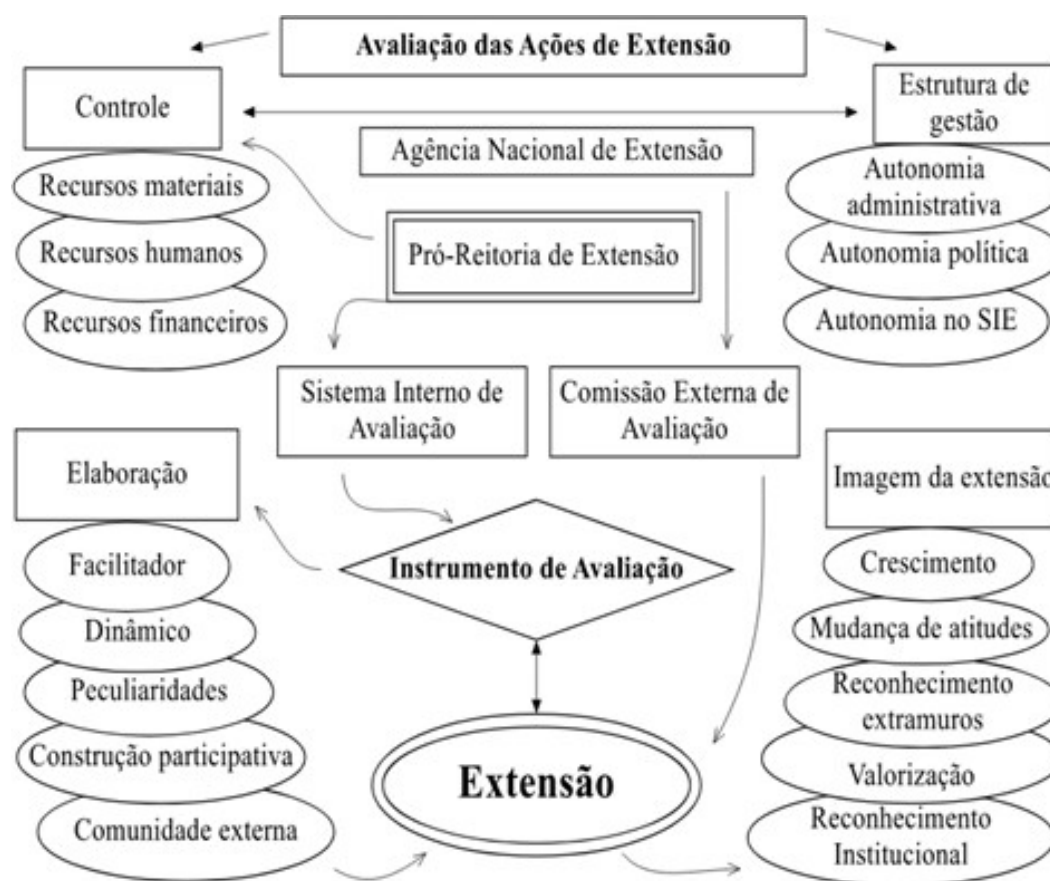 Avaliação das Ações de Extensão
Controle
Estrutura de
gestão
Agência Nacional de Extensão
Recursos materiais
Recursos humanos
Recursos financeiros
Autonomia
administrativa
Autonomia política
Autonomia no SIE
Pró-Reitoria de Extensão
Sistema Interno de
Avaliação
Comissão Externa de
Avaliação
Elaboração
Facilitador
Dinâmico
Peculiaridades
Construção participativa
Comunidade externa
Instrumento de Avaliação
Extensão
Imagem da extensão
Crescimento
Mudança de atitudes
Reconhecimento
extramuros
Valorização
Reconhecimento
Institucional